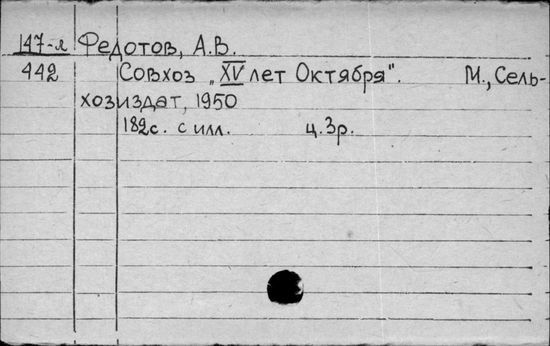 147-л Федотов, А.В.
442 Совхоз „XV лет Октября". М., Сель-
хозиздат, 1950
182с. с илл. ц. 3р.